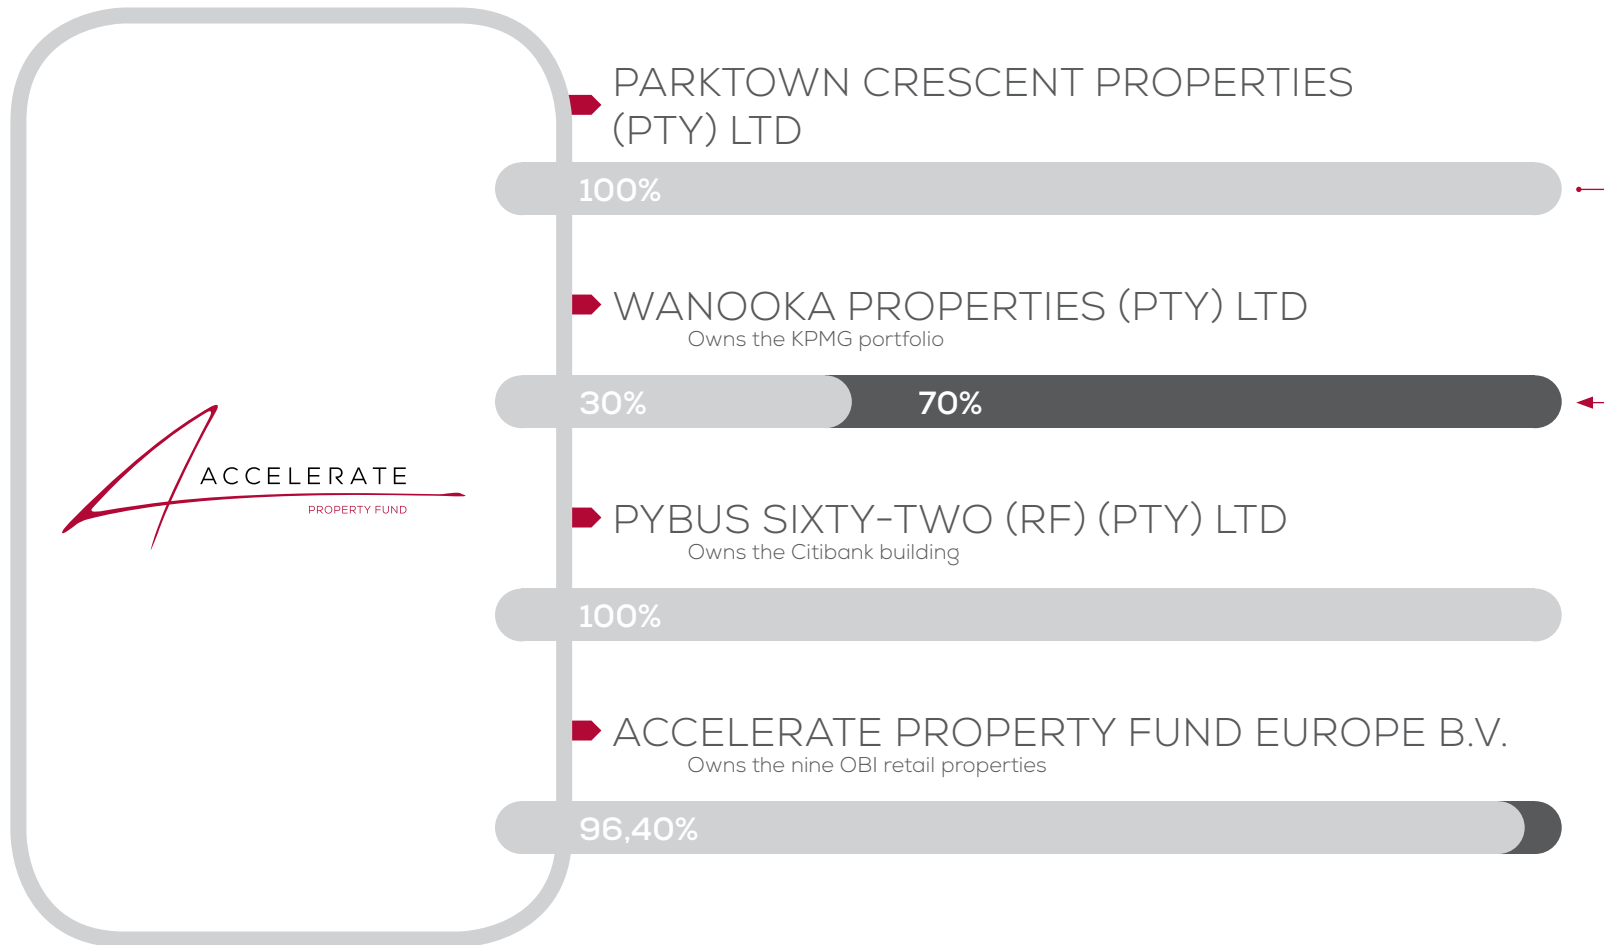 PARKTOWN CRESCENT PROPERTIES
(PTY) LTD
100%
WANOOKA PROPERTIES (PTY) LTD
Owns the KPMG portfolio
30%
70%
ACCELERATE
PROPERTY FUND
PYBUS SIXTY-TWO (RF) (PTY) LTD
Owns the Citibank building
100%
ACCELERATE PROPERTY FUND EUROPE B.V.
Owns the nine OBI retail properties
96,40%